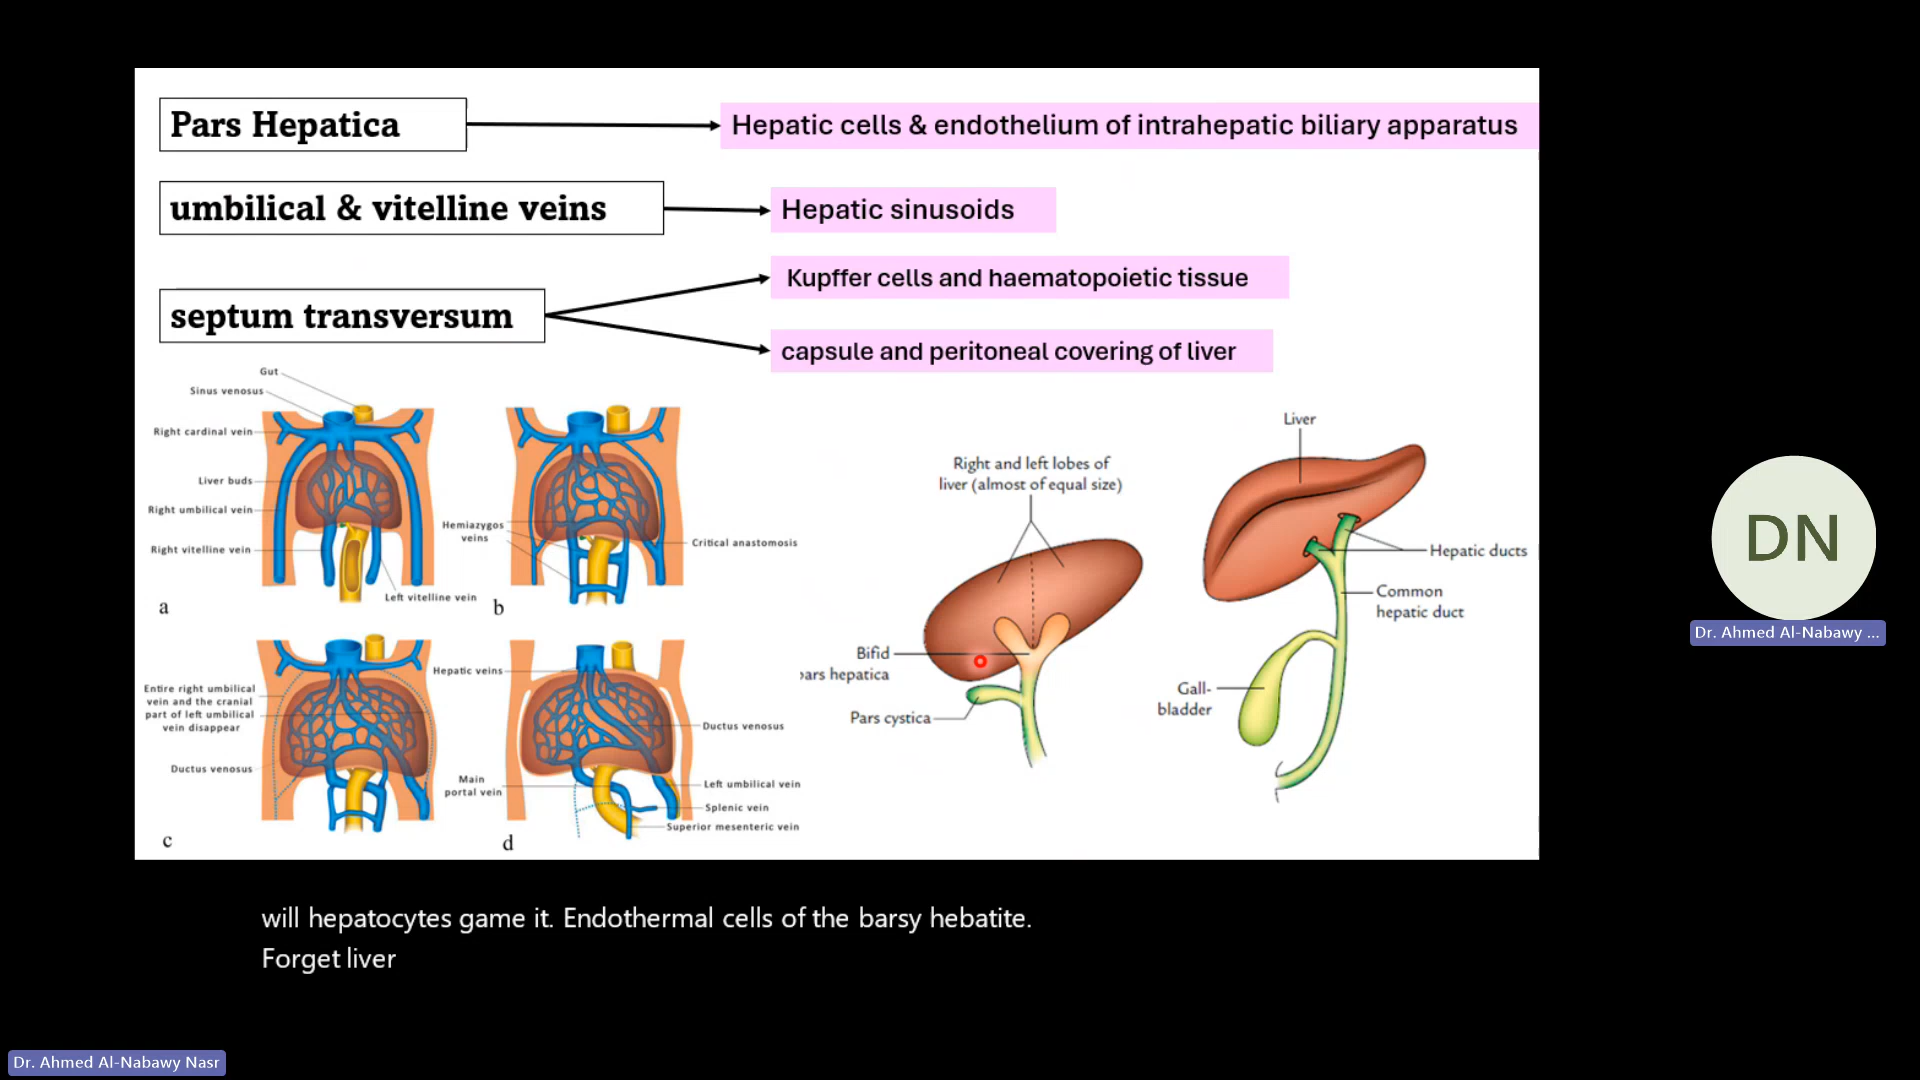 Pars Hepatica
Hepatic cells & endothelium of intrahepatic biliary apparatus
umbilical & vitelline veins
Hepatic sinusoids
septum transversum
Kupffer cells and haematopoietic tissue
capsule and peritoneal covering of liver
Gut
Sinus venosus
Right cardinal vein
Liver buds
Right umbilical vein
Right vitelline vein
Left vitelline vein
a
Hemiazygos
veins
Critical anastomosis
b
Entire right umbilical
vein and the cranial
part of left umbilical
vein disappear
Ductus venosus
c
Hepatic veins
Ductus venosus
Main
portal vein
Left umbilical vein
Splenic vein
Superior mesenteric vein
d
Right and left lobes of
liver (almost of equal size)
Bifid
pars hepatica
Pars cystica
Liver
Hepatic ducts
Common
hepatic duct
Gall-
bladder
DN
Dr. Ahmed Al-Nabawy ...
will hepatocytes game it. Endothermal cells of the barsy hebatite.
Forget liver
Dr. Ahmed Al-Nabawy Nasr